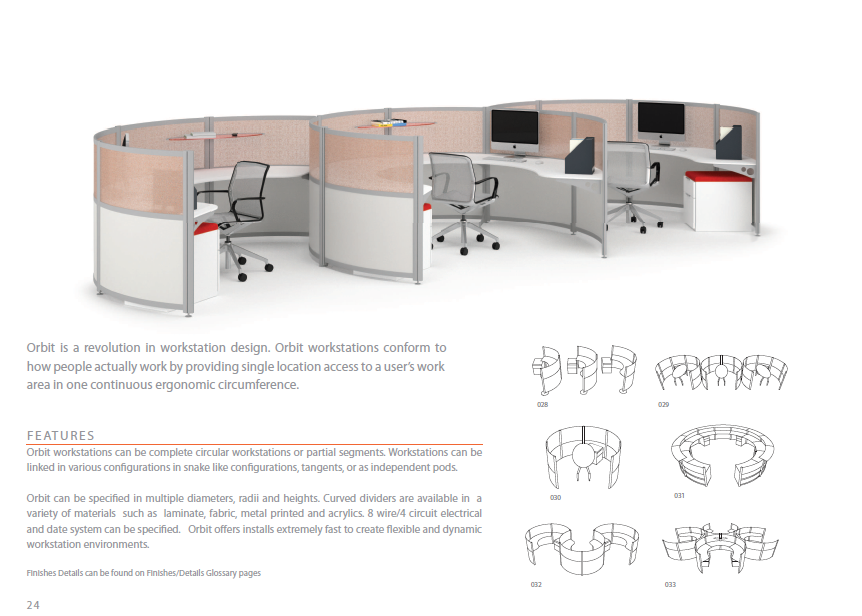 Orbit is a revolution in workstation design. Orbit workstations conform to
how people actually work by providing single location access to a user's work
area in one continuous ergonomic circumference.
FEATURES
Orbit workstations can be complete circular workstations or partial segments. Workstations can be
linked in various configurations in snake like configurations, tangents, or as independent pods.
Orbit can be specified in multiple diameters, radii and heights. Curved dividers are available in a
variety of materials such as laminate, fabric, metal printed and acrylics. 8 wire/4 circuit electrical
and date system can be specified. Orbit offers installs extremely fast to create flexible and dynamic
workstation environments.
Finishes Details can be found on Finishes/Details Glossary pages
24
028
029
030
031
032
033